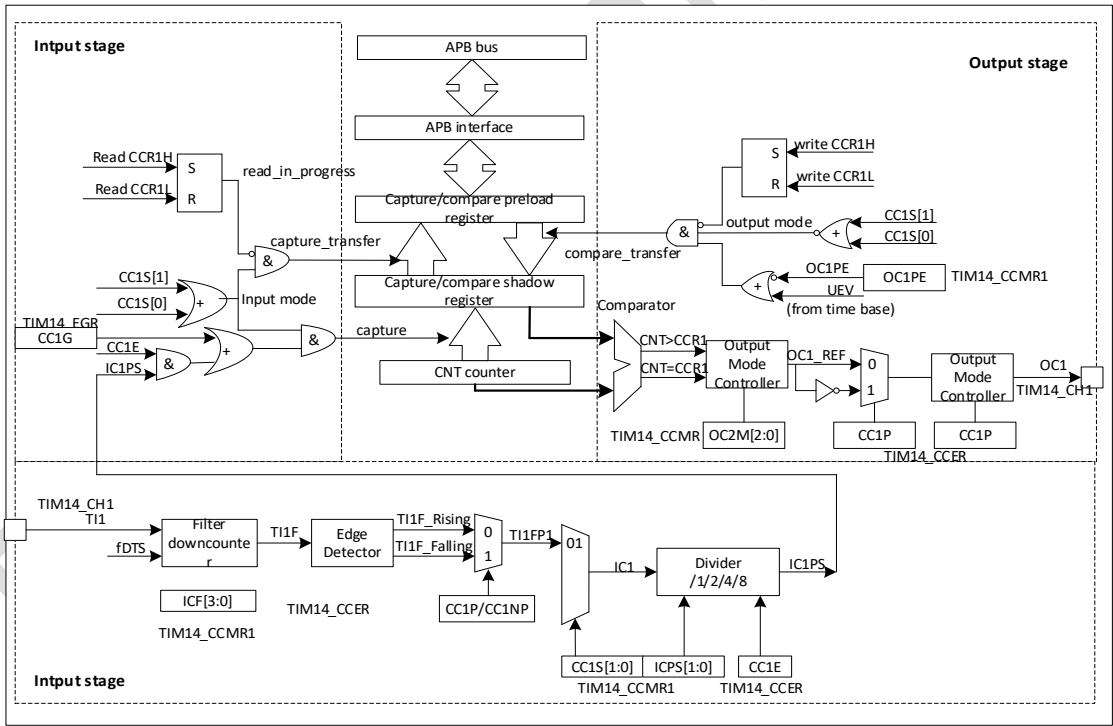 Intput stage
APB bus
Output stage
APB interface
Read CCR1H
S
Read CCR1L
R
read_in_progress
S
write CCR1H
R
write CCR1L
Capture/compare preload
register
capture_transfer
&
compare_transfer
&
output mode
+
CC1S[1]
CC1S[0]
CC1S[1]
CC1S[0]
+
Input mode
Capture/compare shadow
register
+
OC1PE
OC1PE
TIM14_CCMR1
UEV
(from time base)
TIM14_EGR
CC1G
CC1E
IC1PS
&
+
&
capture
CNT counter
Comparator
CNT>CCR1
CNT=CCR1
Output
Mode
Controller
OC1_REF
0
1
Output
Mode
Controller
OC1
TIM14_CH1
TIM14_CCMR
OC2M[2:0]
CC1P
CC1P
TIM14_CCER
TIM14_CH1
TI1
fDTS
Filter
downcounte
r
TI1F
Edge
Detector
TI1F_Rising
TI1F_Falling
0
1
TI1FP1
01
IC1
Divider
/1/2/4/8
IC1PS
ICF[3:0]
TIM14_CCMR1
TIM14_CCER
CC1P/CC1NP
CC1S[1:0]
ICPS[1:0]
CC1E
TIM14_CCMR1
TIM14_CCER
Intput stage